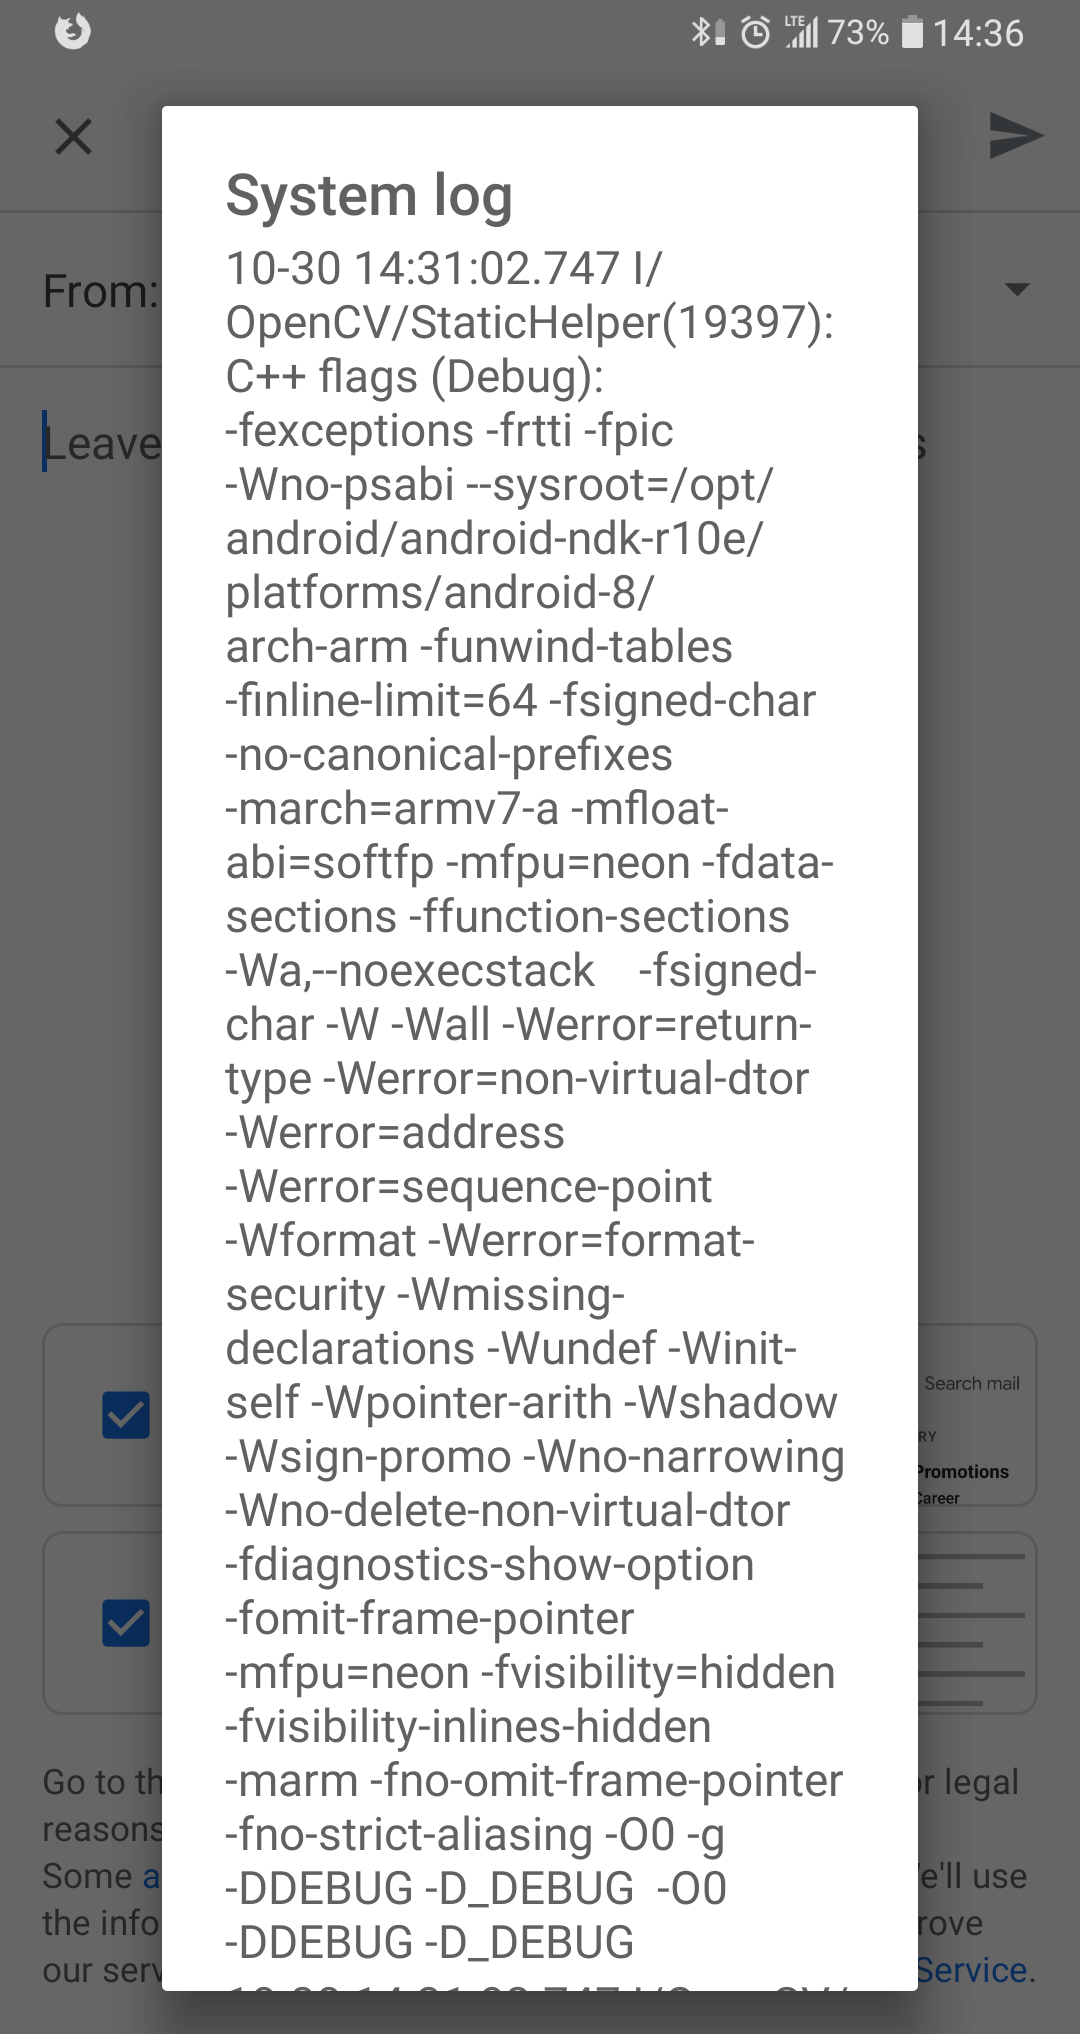 LTE 73% 14:36
System log
10-30 14:31:02.747 I/
OpenCV/StaticHelper(19397):
C++ flags (Debug):
-fexceptions -frtti -fpic
-Wno-psabi --sysroot=/opt/
android/android-ndk-r10e/
platforms/android-8/
arch-arm -funwind-tables
-finline-limit=64 -fsigned-char
-no-canonical-prefixes
-march=armv7-a -mfloat-
abi=softfp -mfpu=neon -fdata-
sections -ffunction-sections
-Wa,--noexecstack    -fsigned-
char -W -Wall -Werror=return-
type -Werror=non-virtual-dtor
-Werror=address
-Werror=sequence-point
-Wformat -Werror=format-
security -Wmissing-
declarations -Wundef -Winit-
self -Wpointer-arith -Wshadow
-Wsign-promo -Wno-narrowing
-Wno-delete-non-virtual-dtor
-fdiagnostics-show-option
-fomit-frame-pointer
-mfpu=neon -fvisibility=hidden
-fvisibility-inlines-hidden
-marm -fno-omit-frame-pointer
-fno-strict-aliasing -O0 -g
-DDEBUG -D_DEBUG  -O0
-DDEBUG -D_DEBUG
From:
Leave
Search mail
Promotions
Career
Go to legal
reasons
Some a e'll use
the info
our serv Service.